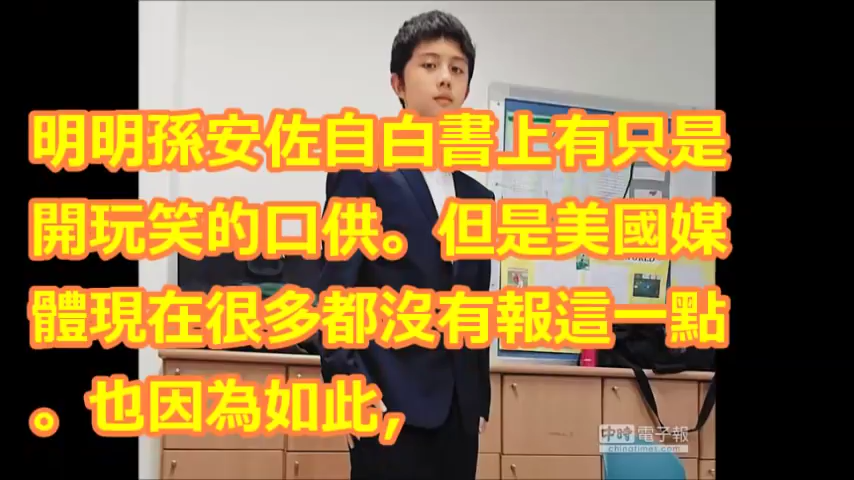 明明孫安佐自白書上有只是
開玩笑的口供。但是美國媒
體現在很多都沒有報這一點
。也因為如此,
WORLD
中時 電子報
chinatimes.com